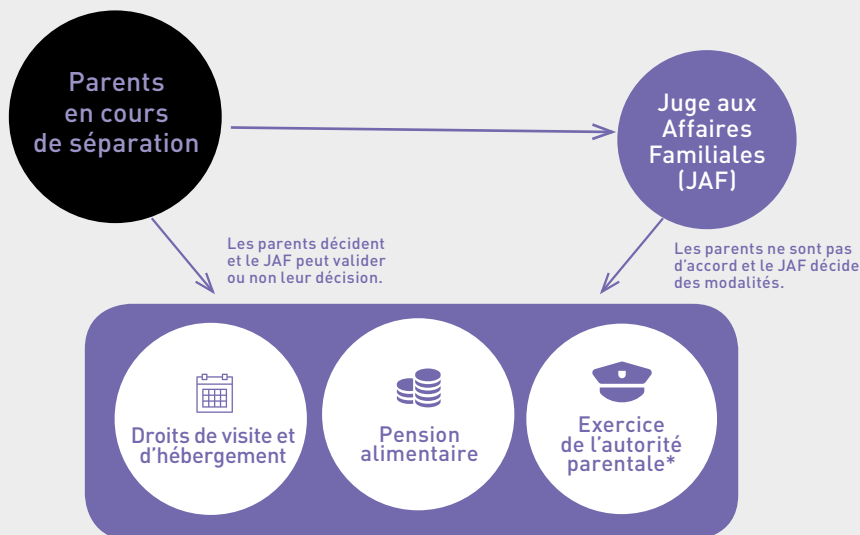 Parents
en cours
de séparation
Juge aux
Affaires
Familiales
(JAF)
Les parents décident
et le JAF peut valider
ou non leur décision.
Les parents ne sont pas
d’accord et le JAF décide
des modalités.
Droits de visite et
d’hébergement
Pension
alimentaire
Exercice
de l’autorité
parentale*